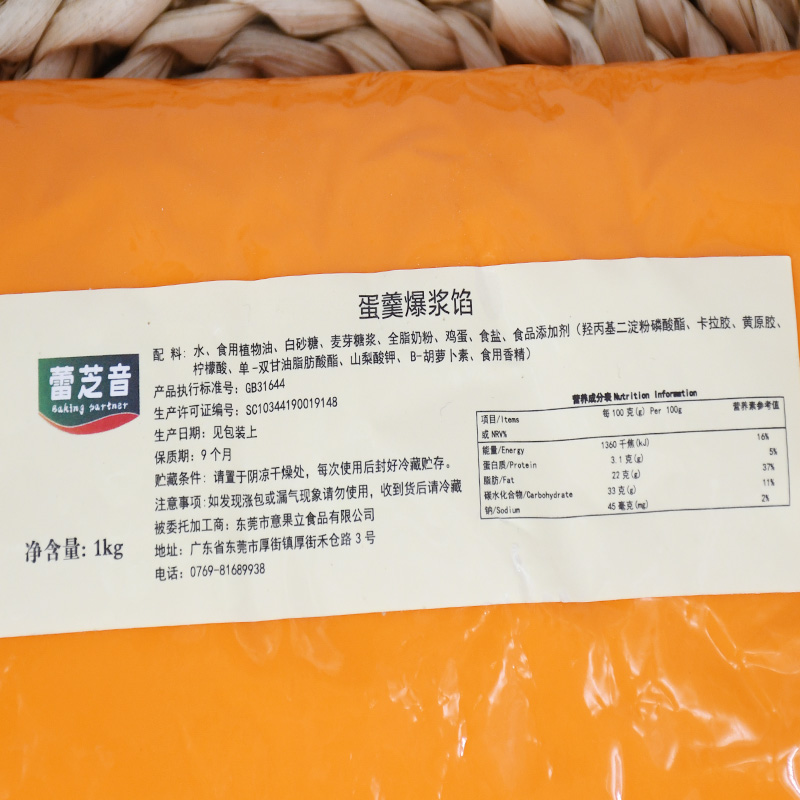 蛋羹爆浆馅
配 料: 水、食用植物油、白砂糖、麦芽糖浆、全脂奶粉、鸡蛋、食盐、食品添加剂（羟丙基二淀粉磷酸酯、卡拉胶、黄原胶、
柠檬酸、单-双甘油脂肪酸酯、山梨酸钾、B-胡萝卜素、食用香精）
产品执行标准号: GB31644
生产许可证编号: SC10344190019148
生产日期: 见包装上
保质期: 9个月
贮藏条件: 请置于阴凉干燥处，每次使用后封好冷藏贮存。
注意事项:如发现涨包或漏气现象请勿使用，收到货后请冷藏
被委托加工商: 东莞市意果立食品有限公司
地址: 广东省东莞市厚街镇厚街禾仓路3号
电话: 0769-81689938
蕾芝音
Baking partner
净含量: 1kg
营养成分表 Nutrition Information
项目/Items 每100克(g) Per 100g 营养素参考值
或NRV%
能量/Energy 1360千焦(kJ) 16%
蛋白质/Protein 3.1克(g) 5%
脂肪/Fat 22克(g) 37%
碳水化合物/Carbohydrate 33克(g) 11%
钠/Sodium 45毫克(mg) 2%